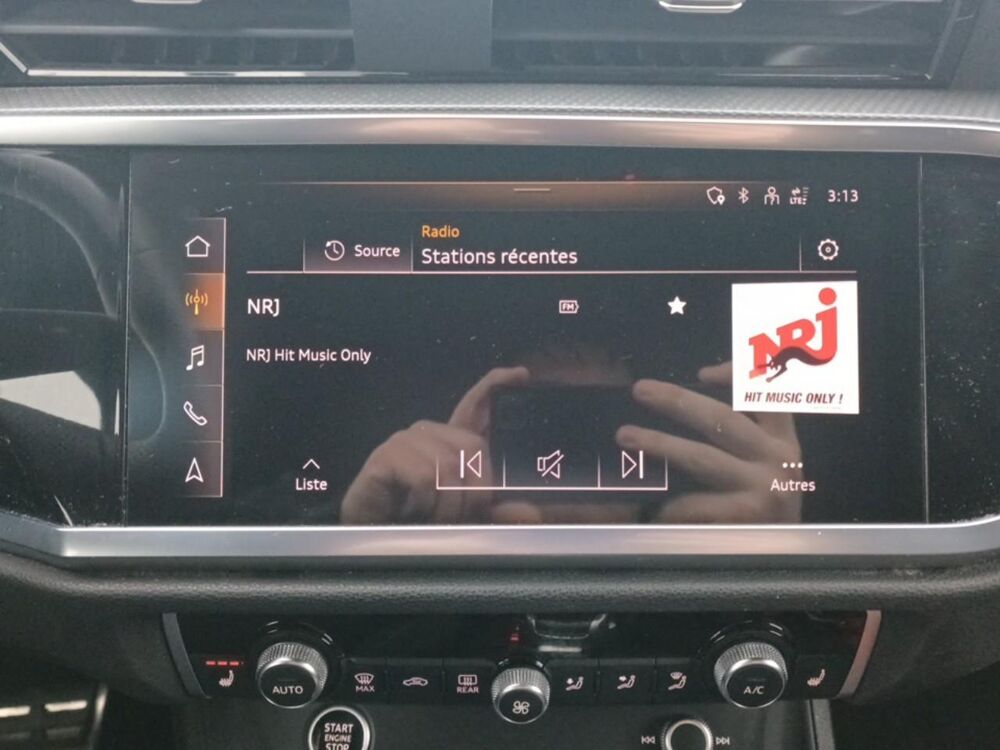 LTE
3:13
Radio
Source
Stations récentes
NRJ
FM
NRJ Hit Music Only
NRJ
HIT MUSIC ONLY !
Liste
Autres
AUTO
MAX
REAR
A/C
START
ENGINE
STOP